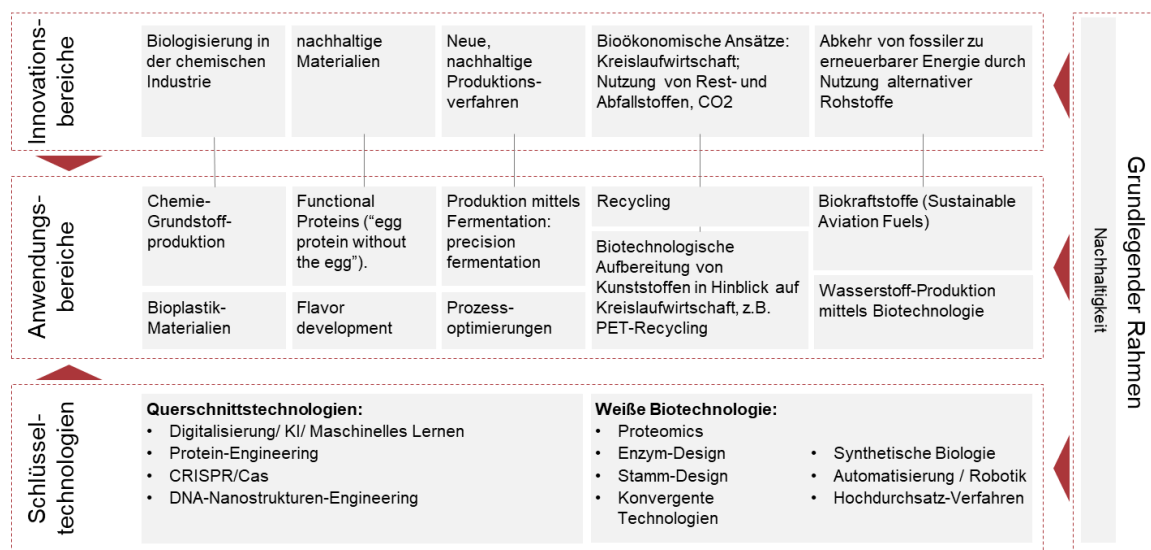 Innovations-
bereiche
Biologisierung in
der chemischen
Industrie
nachhaltige
Materialien
Neue,
nachhaltige
Produktions-
verfahren
Bioökonomische Ansätze:
Kreislaufwirtschaft;
Nutzung von Rest- und
Abfallstoffen, CO2
Abkehr von fossiler zu
erneuerbarer Energie durch
Nutzung alternativer
Rohstoffe
Anwendungs-
bereiche
Chemie-
Grundstoff-
produktion
Functional
Proteins (“egg
protein without
the egg”).
Produktion mittels
Fermentation:
precision
fermentation
Recycling
Biotechnologische
Aufbereitung von
Kunststoffen in Hinblick auf
Kreislaufwirtschaft, z.B.
PET-Recycling
Biokraftstoffe (Sustainable
Aviation Fuels)
Bioplastik-
Materialien
Flavor
development
Prozess-
optimierungen
Wasserstoff-Produktion
mittels Biotechnologie
Schlüssel-
technologien
Querschnittstechnologien:
• Digitalisierung/ KI/ Maschinelles Lernen
• Protein-Engineering
• CRISPR/Cas
• DNA-Nanostrukturen-Engineering
Weiße Biotechnologie:
• Proteomics
• Enzym-Design
• Stamm-Design
• Konvergente
Technologien
• Synthetische Biologie
• Automatisierung / Robotik
• Hochdurchsatz-Verfahren
Grundlegender Rahmen
Nachhaltigkeit